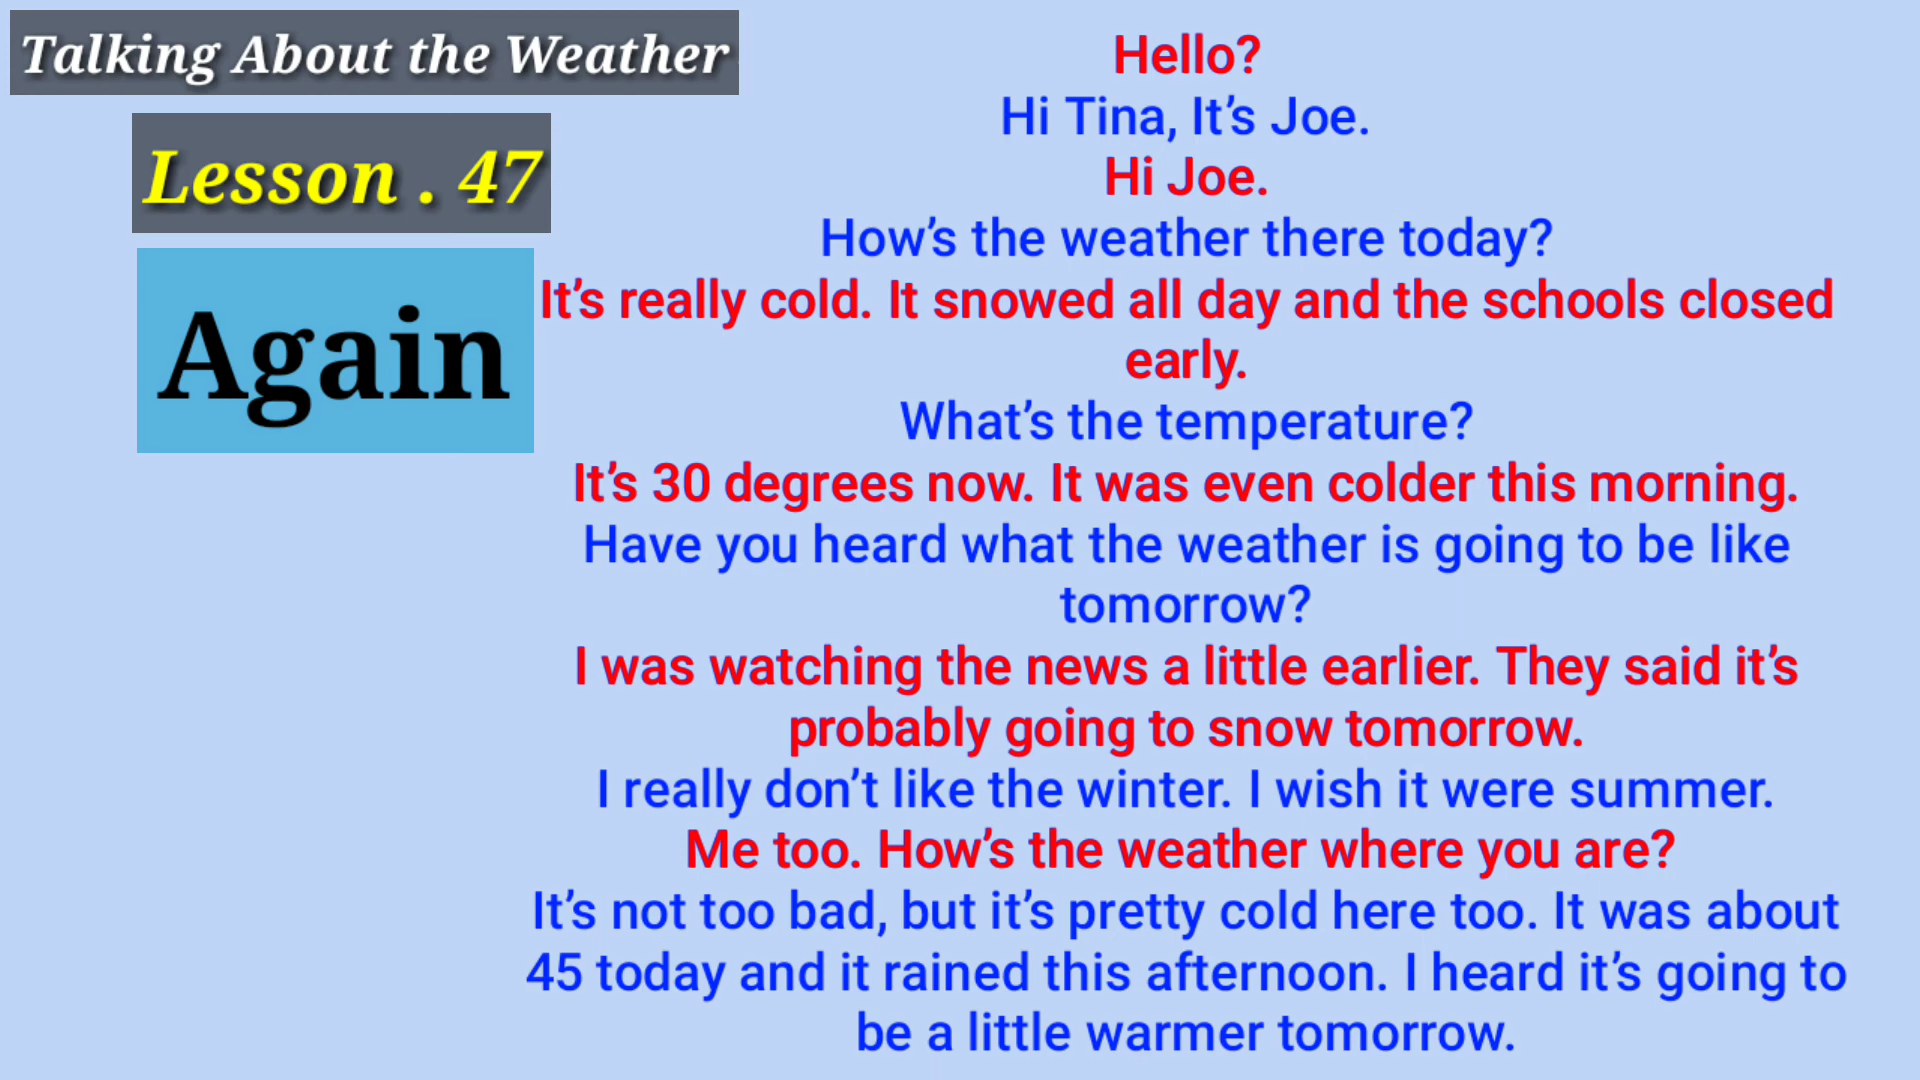 Talking About the Weather
Lesson . 47
Again
Hello?
Hi Tina, It’s Joe.
Hi Joe.
How’s the weather there today?
It’s really cold. It snowed all day and the schools closed
early.
What’s the temperature?
It’s 30 degrees now. It was even colder this morning.
Have you heard what the weather is going to be like
tomorrow?
I was watching the news a little earlier. They said it’s
probably going to snow tomorrow.
I really don’t like the winter. I wish it were summer.
Me too. How’s the weather where you are?
It’s not too bad, but it’s pretty cold here too. It was about
45 today and it rained this afternoon. I heard it’s going to
be a little warmer tomorrow.